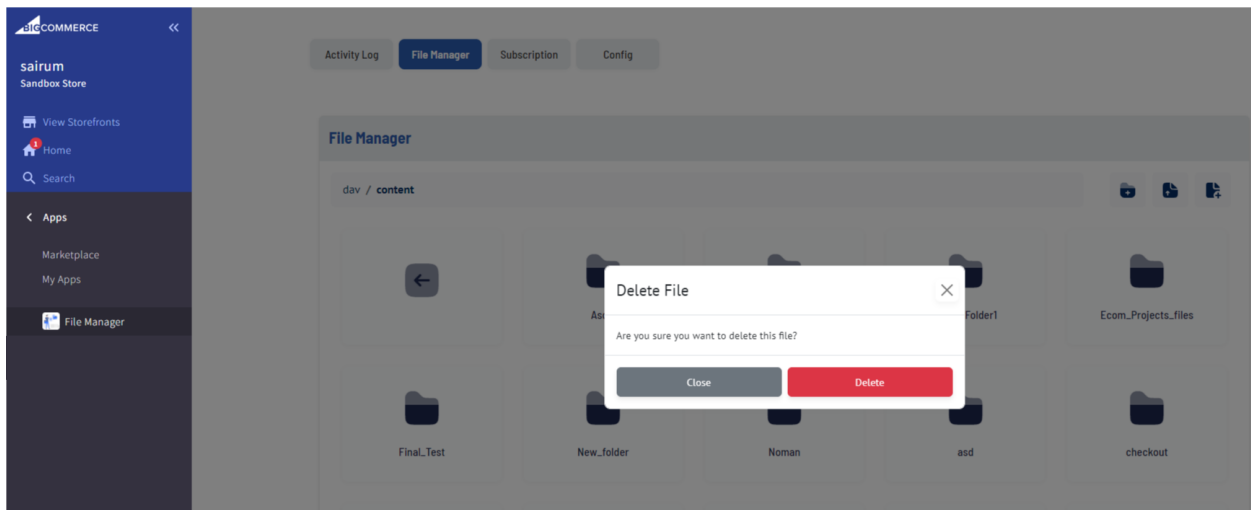 BIGCOMMERCE
sairum
Sandbox Store
View Storefronts
1
Home
Search
Apps
Marketplace
My Apps
File Manager
Activity Log File Manager Subscription Config
File Manager
dav / content
Delete File
Are you sure you want to delete this file?
Close Delete
Folder1 Ecom_Projects_files
Final_Test New_folder Noman asd checkout